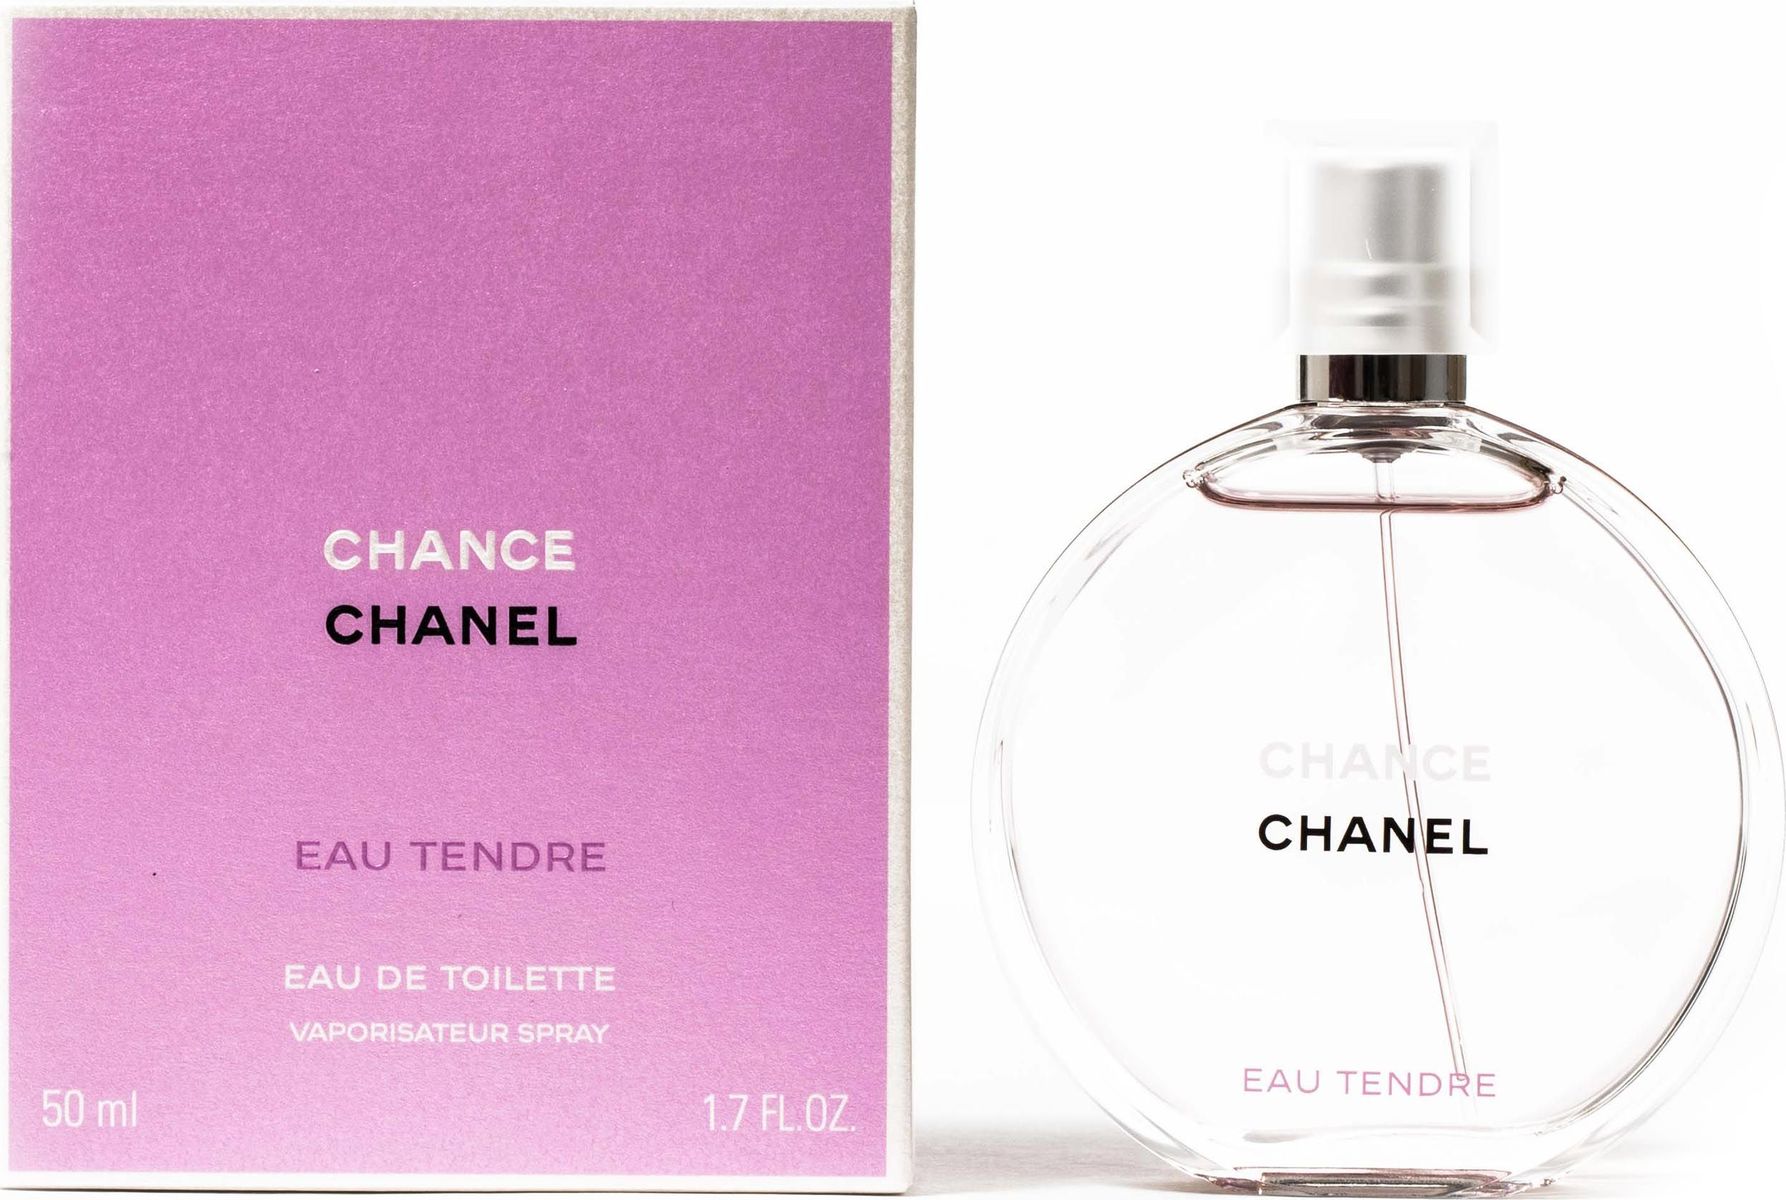 CHANCE
CHANEL
EAU TENDRE
EAU DE TOILETTE
VAPORISATEUR SPRAY
50 ml
1.7 FL.OZ.
CHANCE
CHANEL
EAU TENDRE